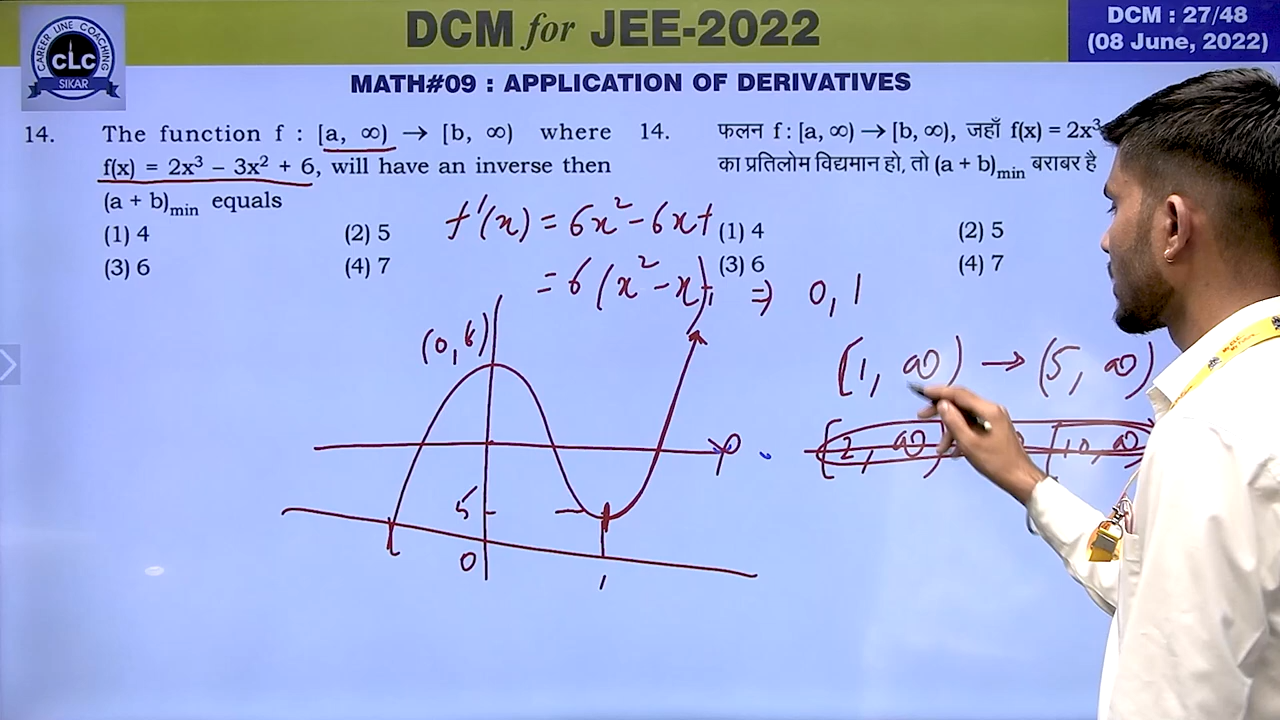 DCM for JEE-2022
DCM : 27/48
(08 June, 2022)
CAREER LINE COACHING
CLC
SIKAR
MATH#09 : APPLICATION OF DERIVATIVES
14. The function f : [a, ∞) → [b, ∞) where
f(x) = 2x³ – 3x² + 6, will have an inverse then
(a + b)min equals
(1) 4 (2) 5
(3) 6 (4) 7
14. फलन f : [a, ∞) → [b, ∞), जहाँ f(x) = 2x³
का प्रतिलोम विद्यमान हो, तो (a + b)min बराबर है
(1) 4 (2) 5
(3) 6 (4) 7
f'(x) = 6x² – 6x
= 6(x² – x) ⇒ 0, 1
(0, 6)
[1, ∞) → (5, ∞)
[2, ∞) [10, ∞)
5
0
1